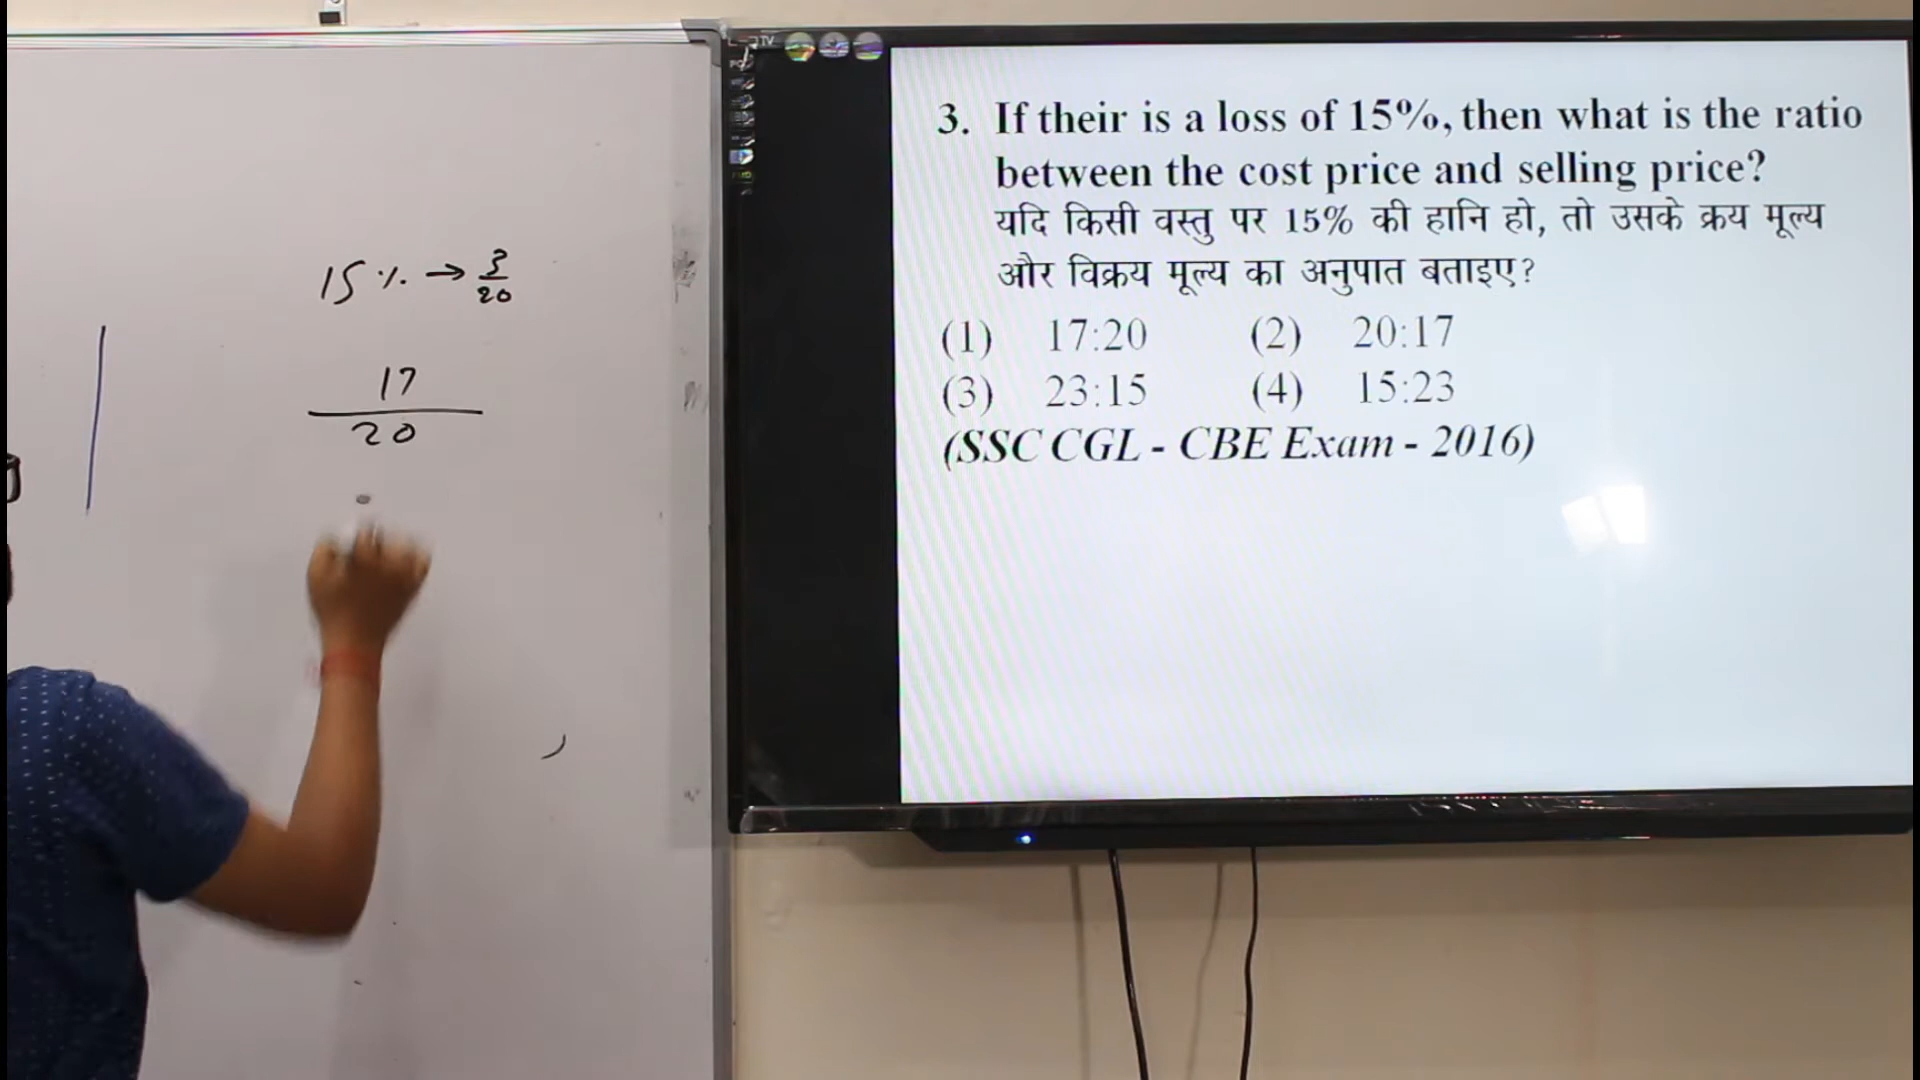 15% → 3/20
17
20
3. If their is a loss of 15%, then what is the ratio
between the cost price and selling price?
यदि किसी वस्तु पर 15% की हानि हो, तो उसके क्रय मूल्य
और विक्रय मूल्य का अनुपात बताइए?
(1) 17:20 (2) 20:17
(3) 23:15 (4) 15:23
(SSC CGL - CBE Exam - 2016)